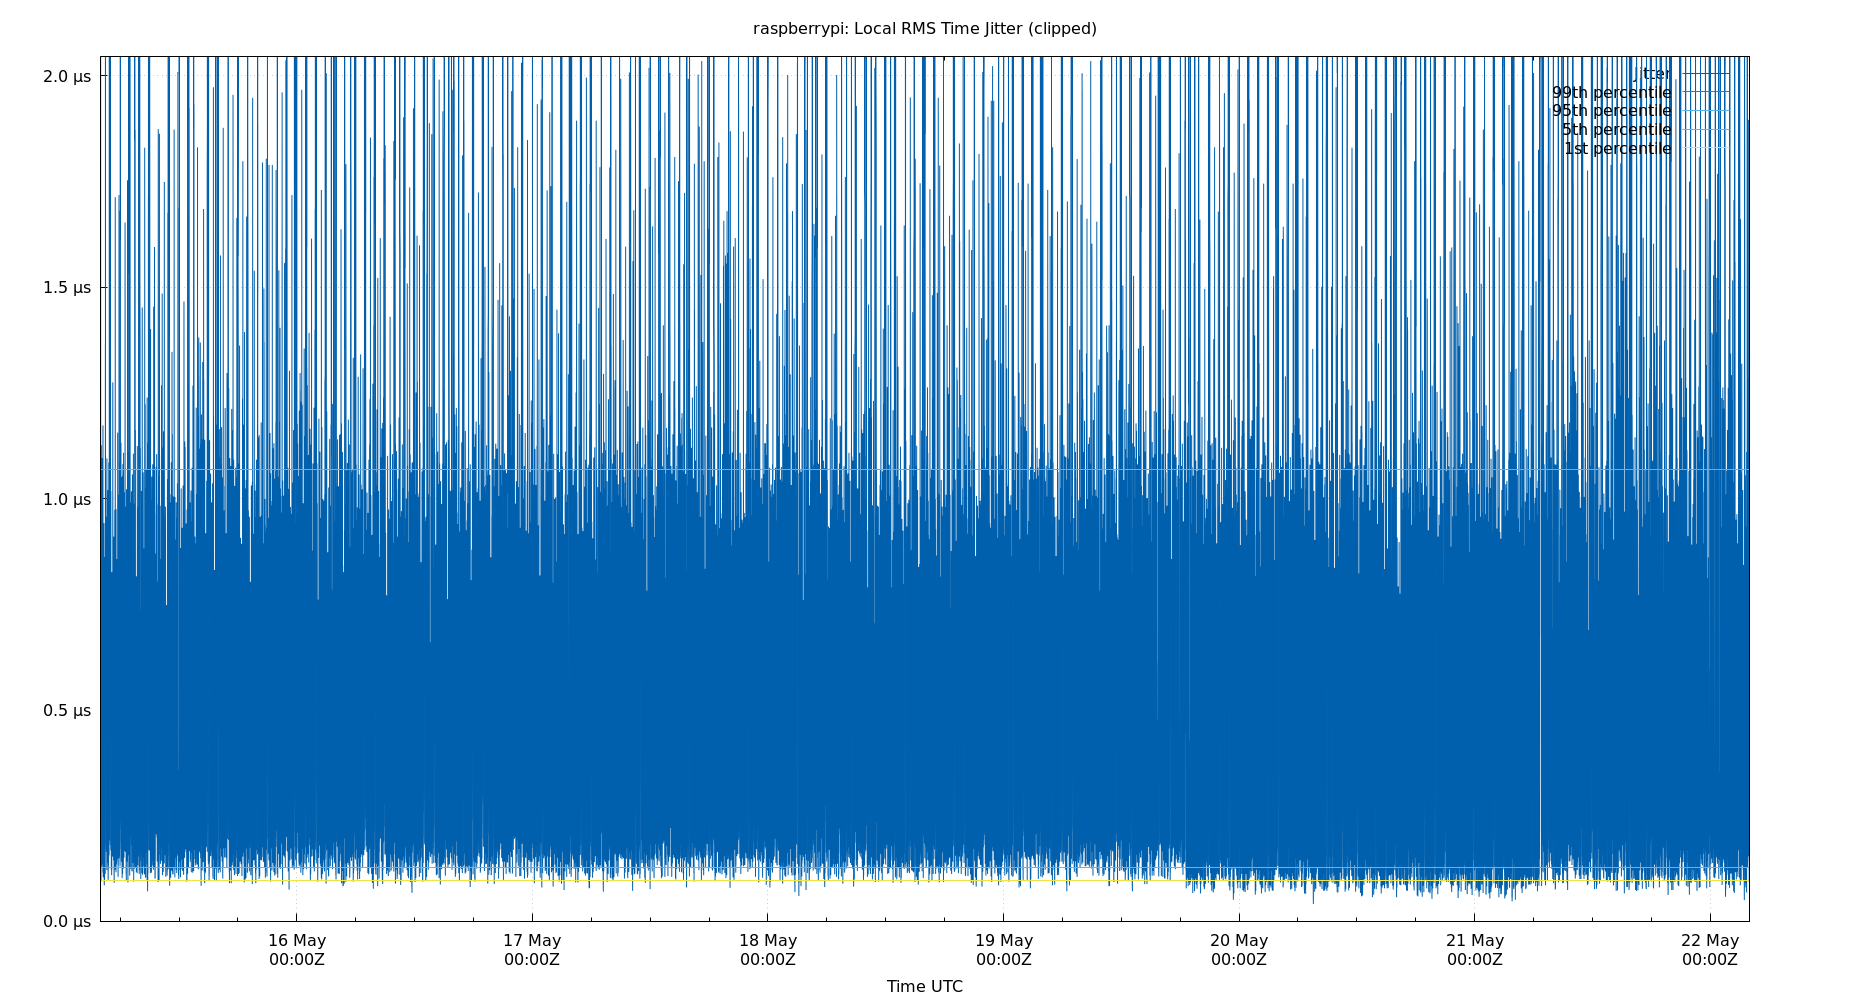 raspberrypi: Local RMS Time Jitter (clipped)
2.0 µs
1.5 µs
1.0 µs
0.5 µs
0.0 µs
jitter
99th percentile
95th percentile
5th percentile
1st percentile
16 May
00:00Z
17 May
00:00Z
18 May
00:00Z
19 May
00:00Z
20 May
00:00Z
21 May
00:00Z
22 May
00:00Z
Time UTC